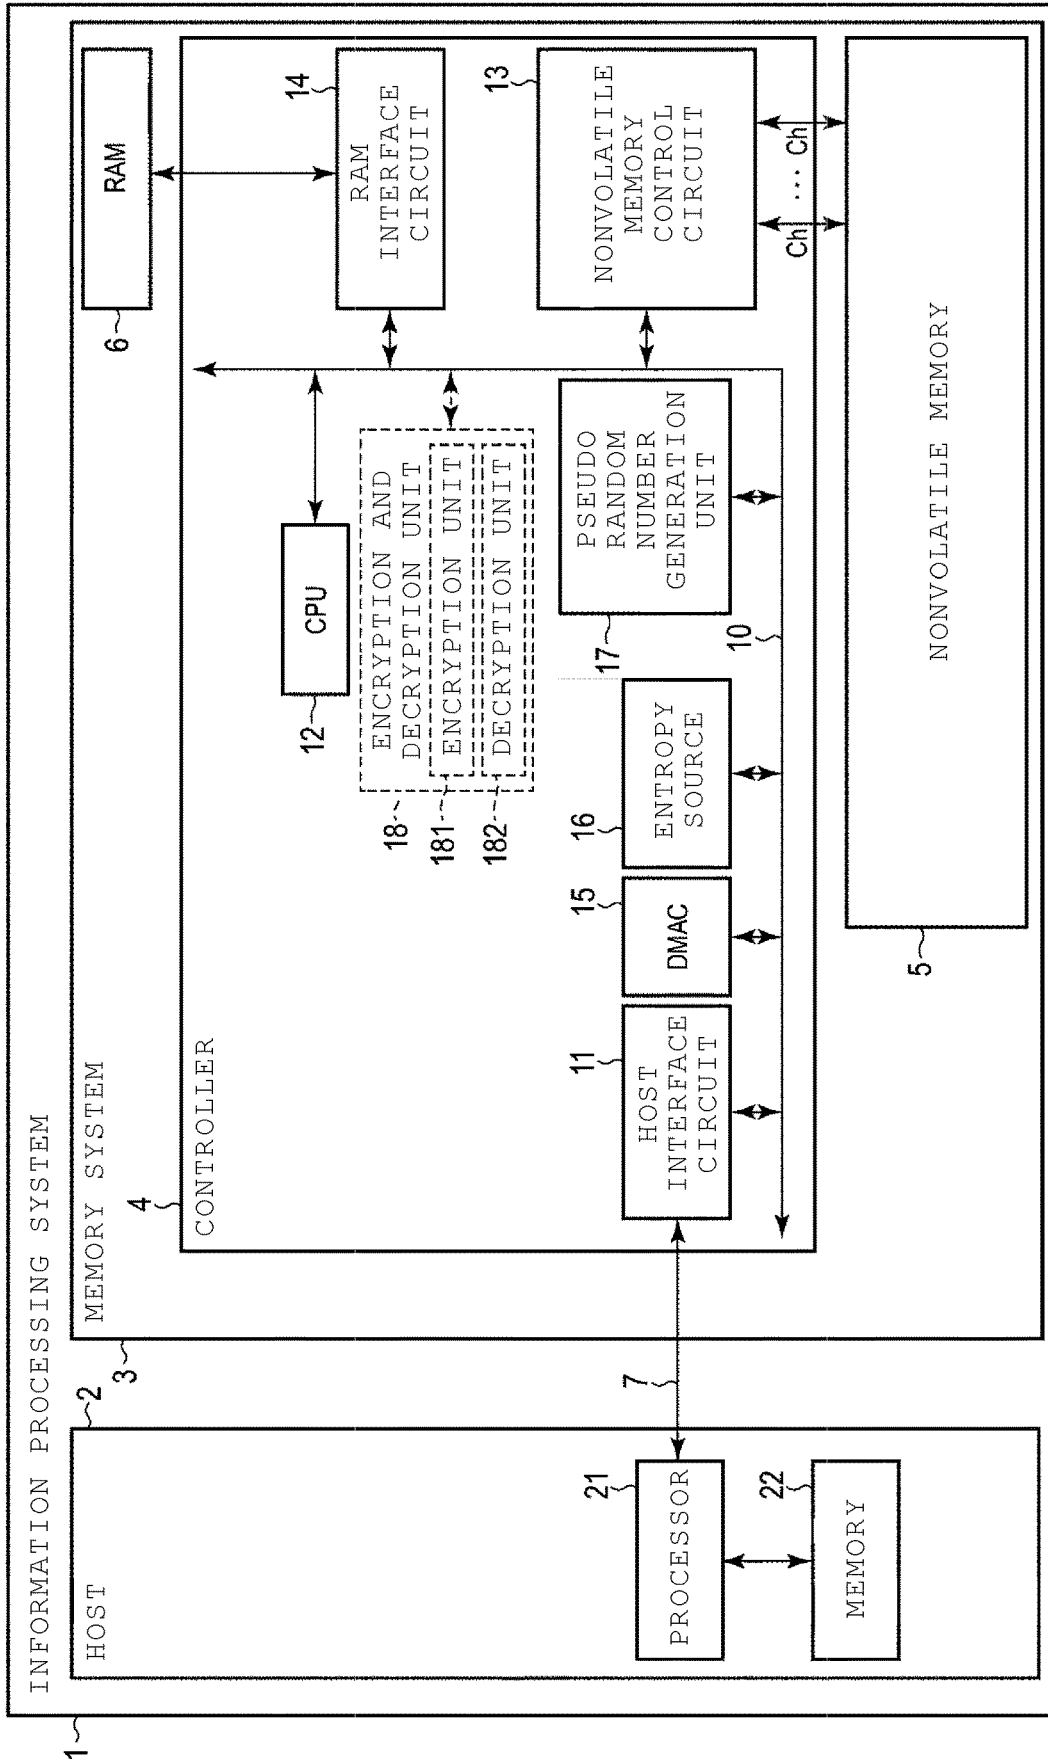 1
INFORMATION PROCESSING SYSTEM
2
HOST
21
PROCESSOR
22
MEMORY
7
3
MEMORY SYSTEM
4
CONTROLLER
6
RAM
12
CPU
14
RAM
INTERFACE
CIRCUIT
18
ENCRYPTION AND
DECRYPTION UNIT
181
ENCRYPTION UNIT
182
DECRYPTION UNIT
13
NONVOLATILE
MEMORY
CONTROL
CIRCUIT
11
HOST
INTERFACE
CIRCUIT
15
DMAC
16
ENTROPY
SOURCE
17
PSEUDO
RANDOM
NUMBER
GENERATION
UNIT
10
Ch ... Ch
5
NONVOLATILE MEMORY